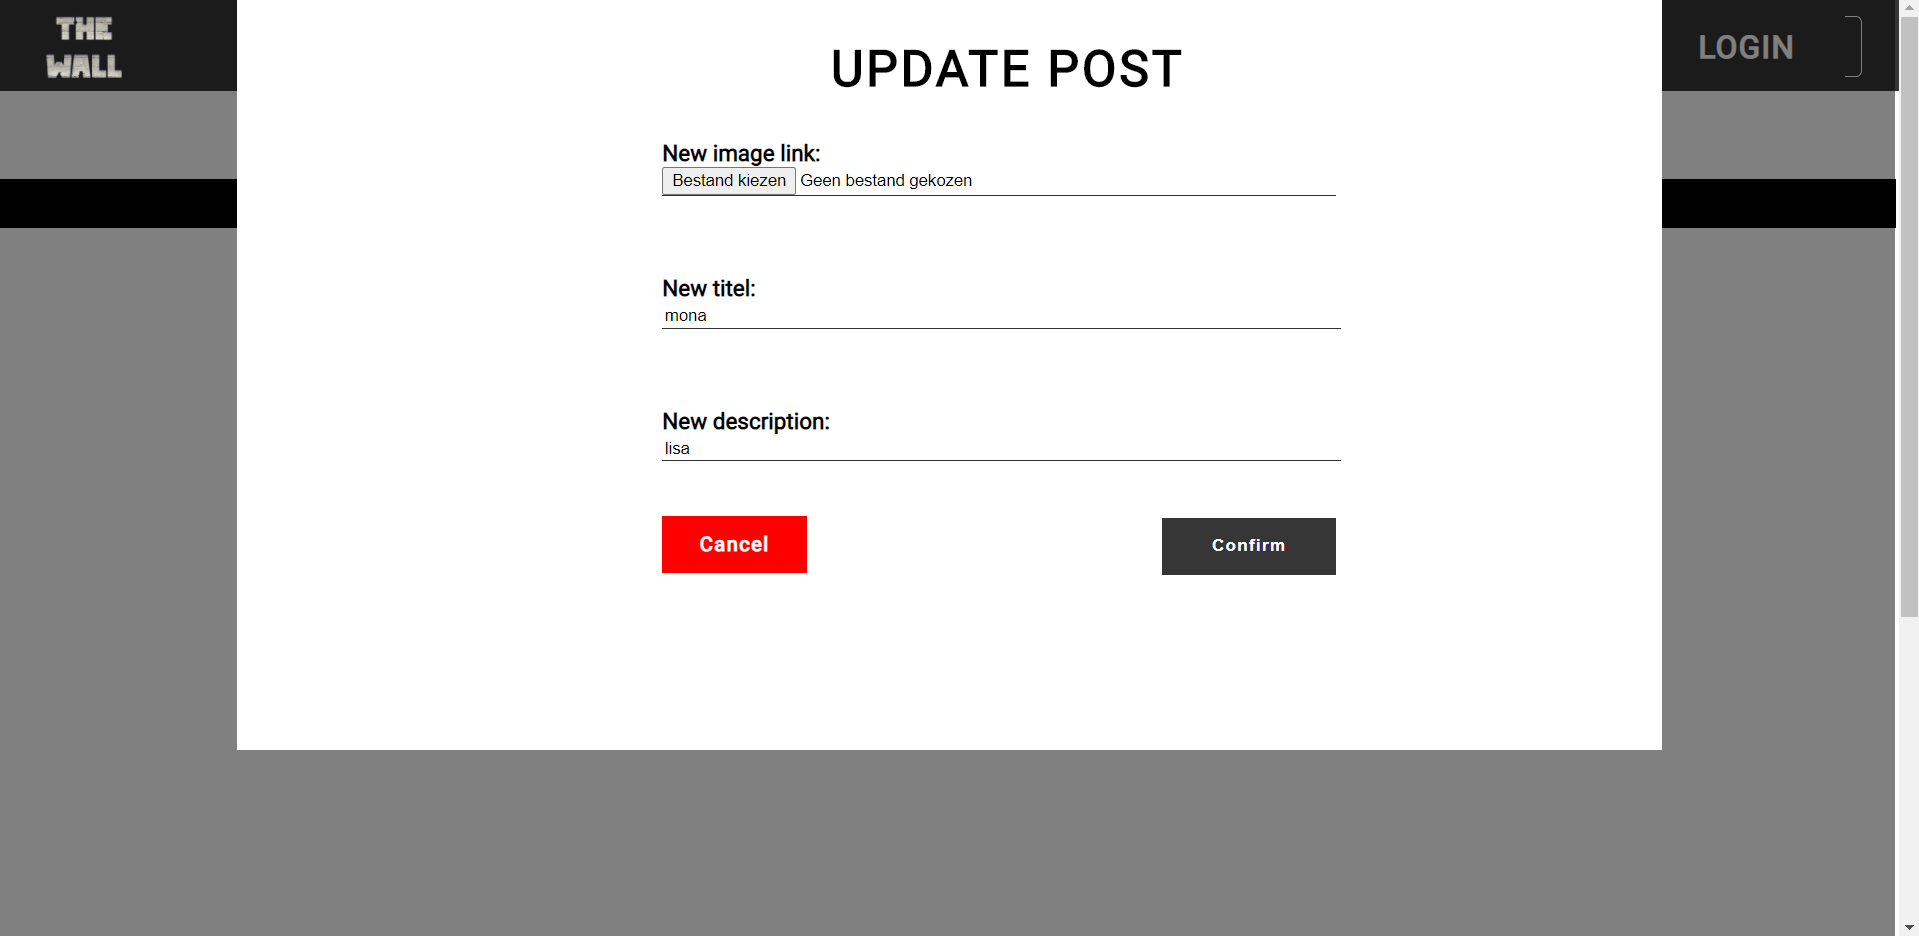 THE
WALL
LOGIN
UPDATE POST
New image link:
Bestand kiezen Geen bestand gekozen
New titel:
mona
New description:
lisa
Cancel
Confirm